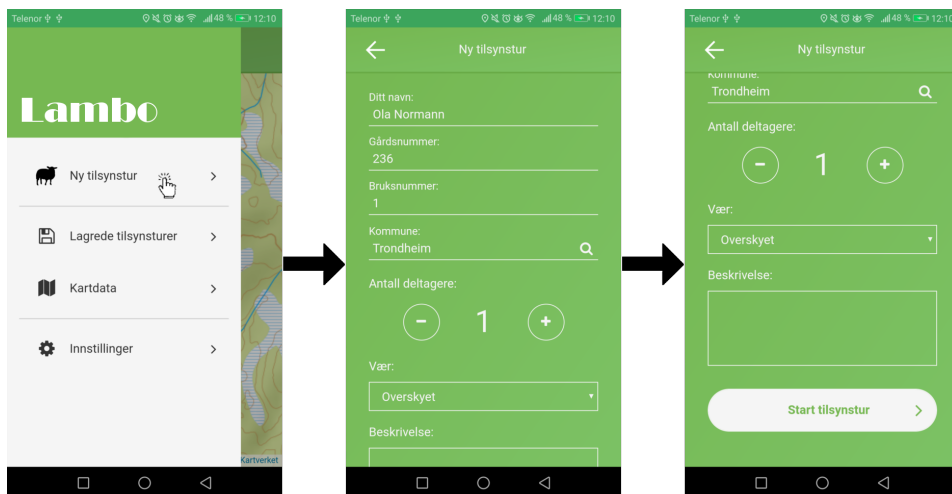 Telenor 48 % 12:10
Lambo
Ny tilsynstur
Lagrede tilsynsturer
Kartdata
Innstillinger
Kartverket
Telenor 48 % 12:10
Ny tilsynstur
Ditt navn:
Ola Normann
Gårdsnummer:
236
Bruksnummer:
1
Kommune:
Trondheim
Antall deltagere:
- 1 +
Vær:
Overskyet
Beskrivelse:
Telenor 48 % 12:10
Ny tilsynstur
Kommune:
Trondheim
Antall deltagere:
- 1 +
Vær:
Overskyet
Beskrivelse:
Start tilsynstur